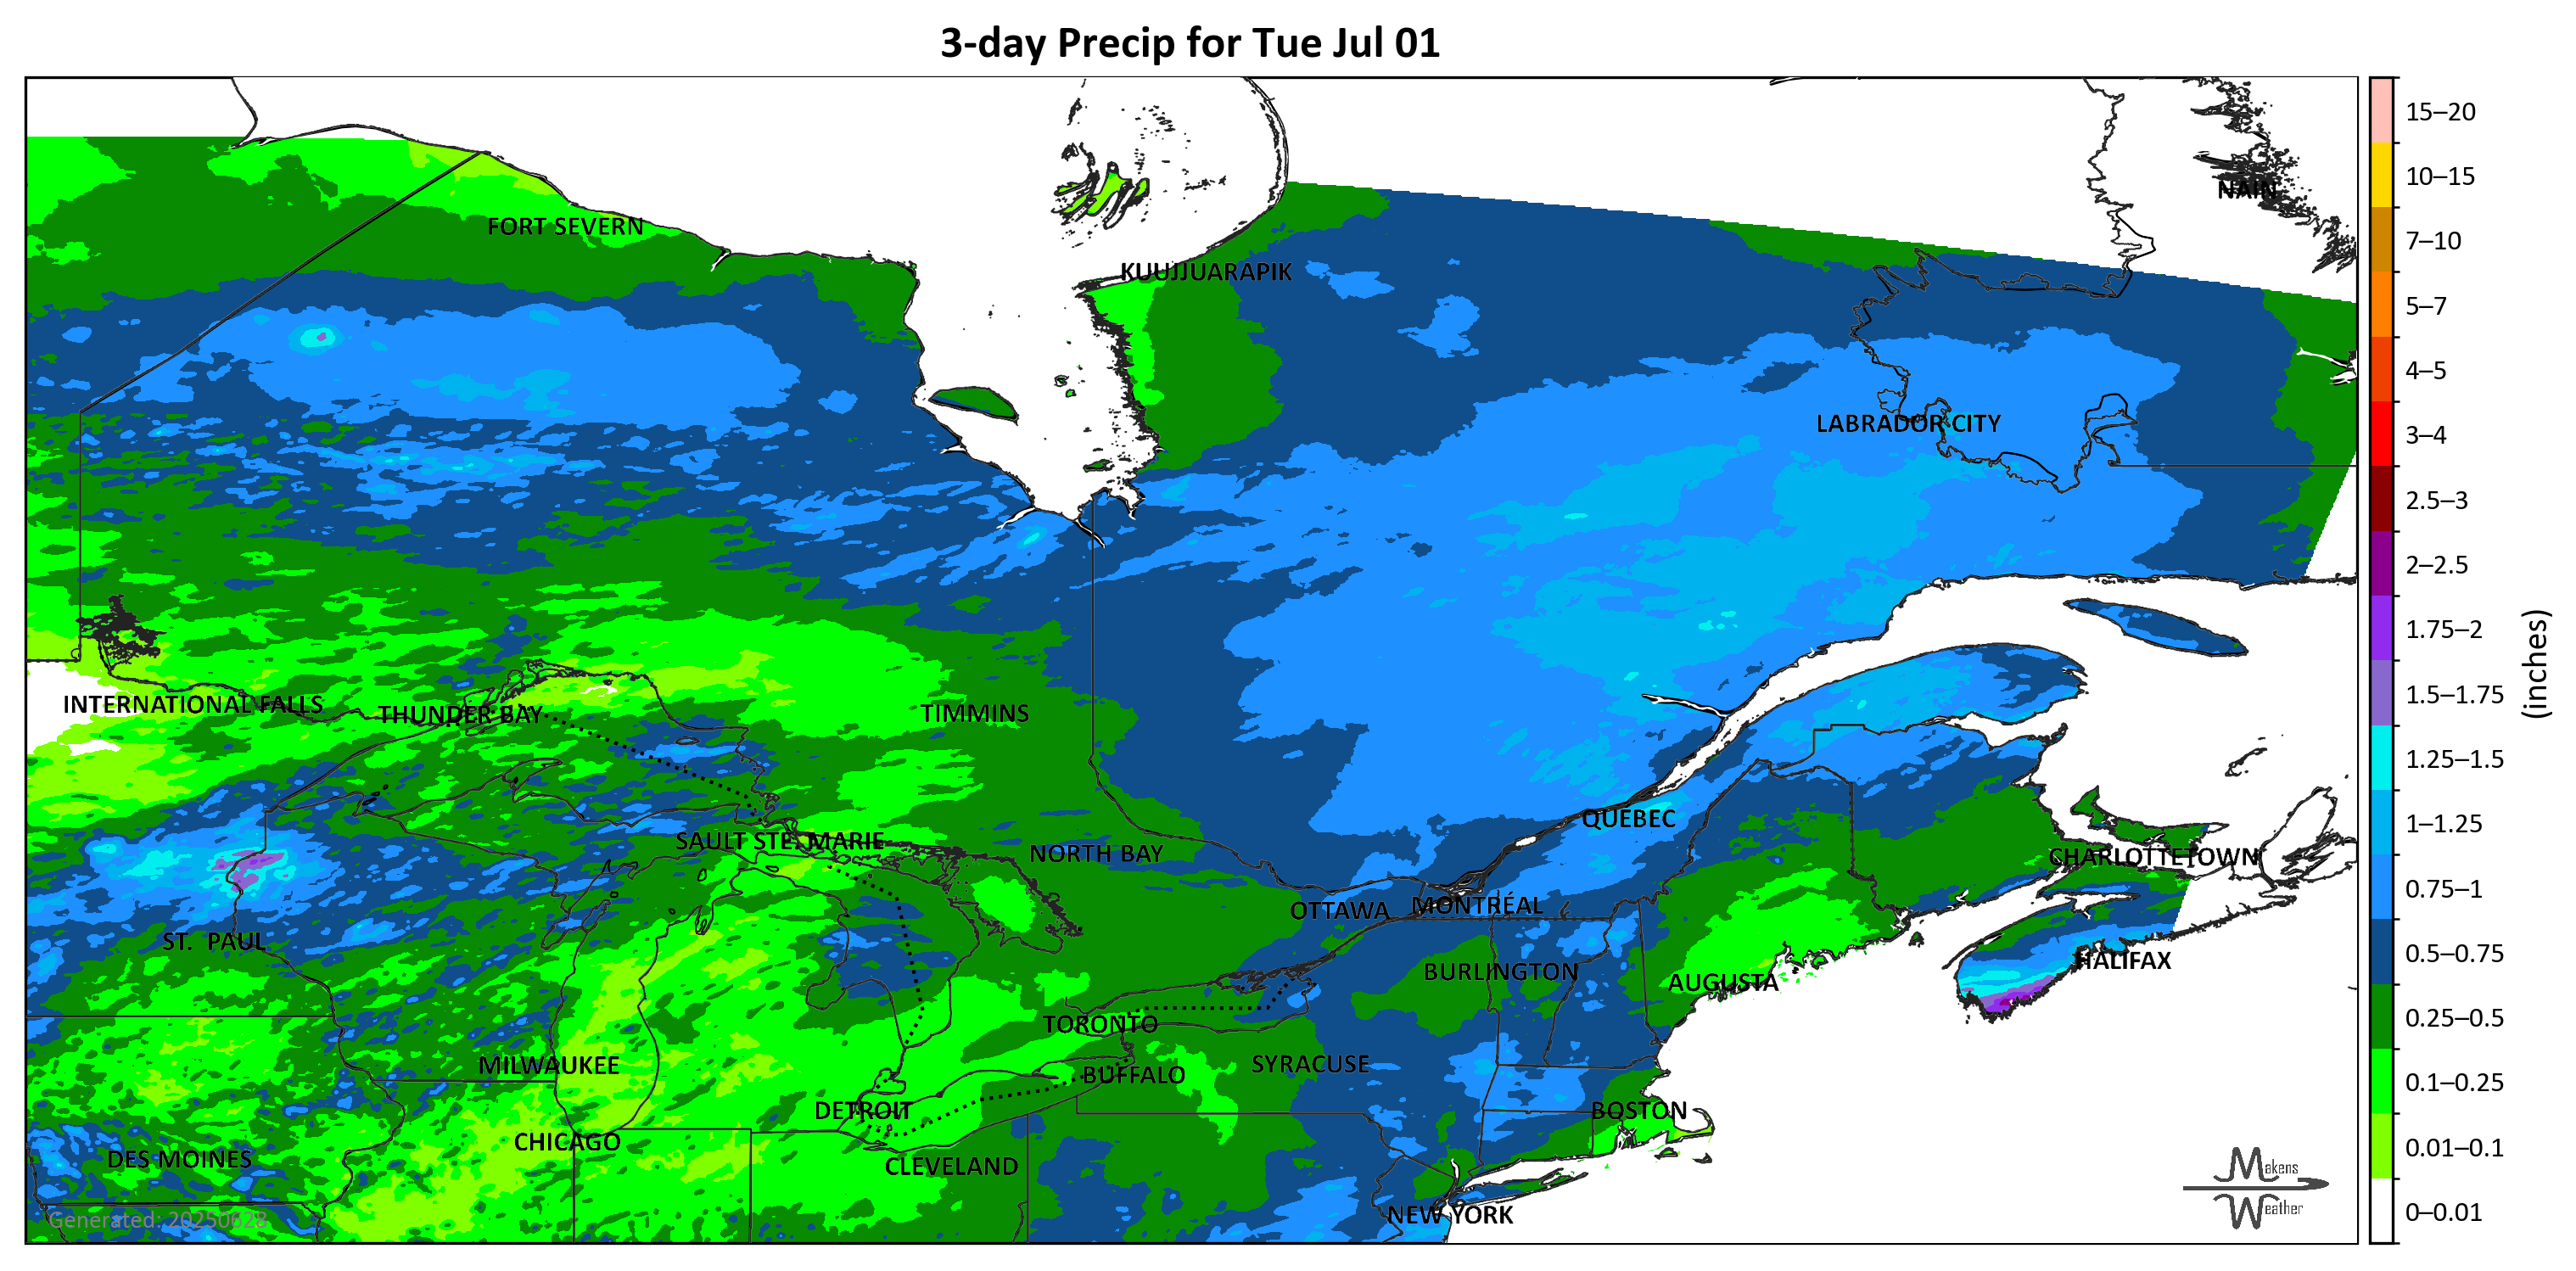 3-day Precip for Tue Jul 01
NAIN
FORT SEVERN
KUUJJUARAPIK
LABRADOR CITY
INTERNATIONAL FALLS
THUNDER BAY
TIMMINS
QUÉBEC
SAULT STE. MARIE
NORTH BAY
CHARLOTTETOWN
OTTAWA
MONTRÉAL
ST. PAUL
HALIFAX
BURLINGTON
AUGUSTA
TORONTO
MILWAUKEE
BUFFALO
SYRACUSE
DETROIT
BOSTON
CHICAGO
DES MOINES
CLEVELAND
NEW YORK
Generated: 20250628
Makens
Weather
15–20
10–15
7–10
5–7
4–5
3–4
2.5–3
2–2.5
1.75–2
1.5–1.75
1.25–1.5
1–1.25
0.75–1
0.5–0.75
0.25–0.5
0.1–0.25
0.01–0.1
0–0.01
(inches)